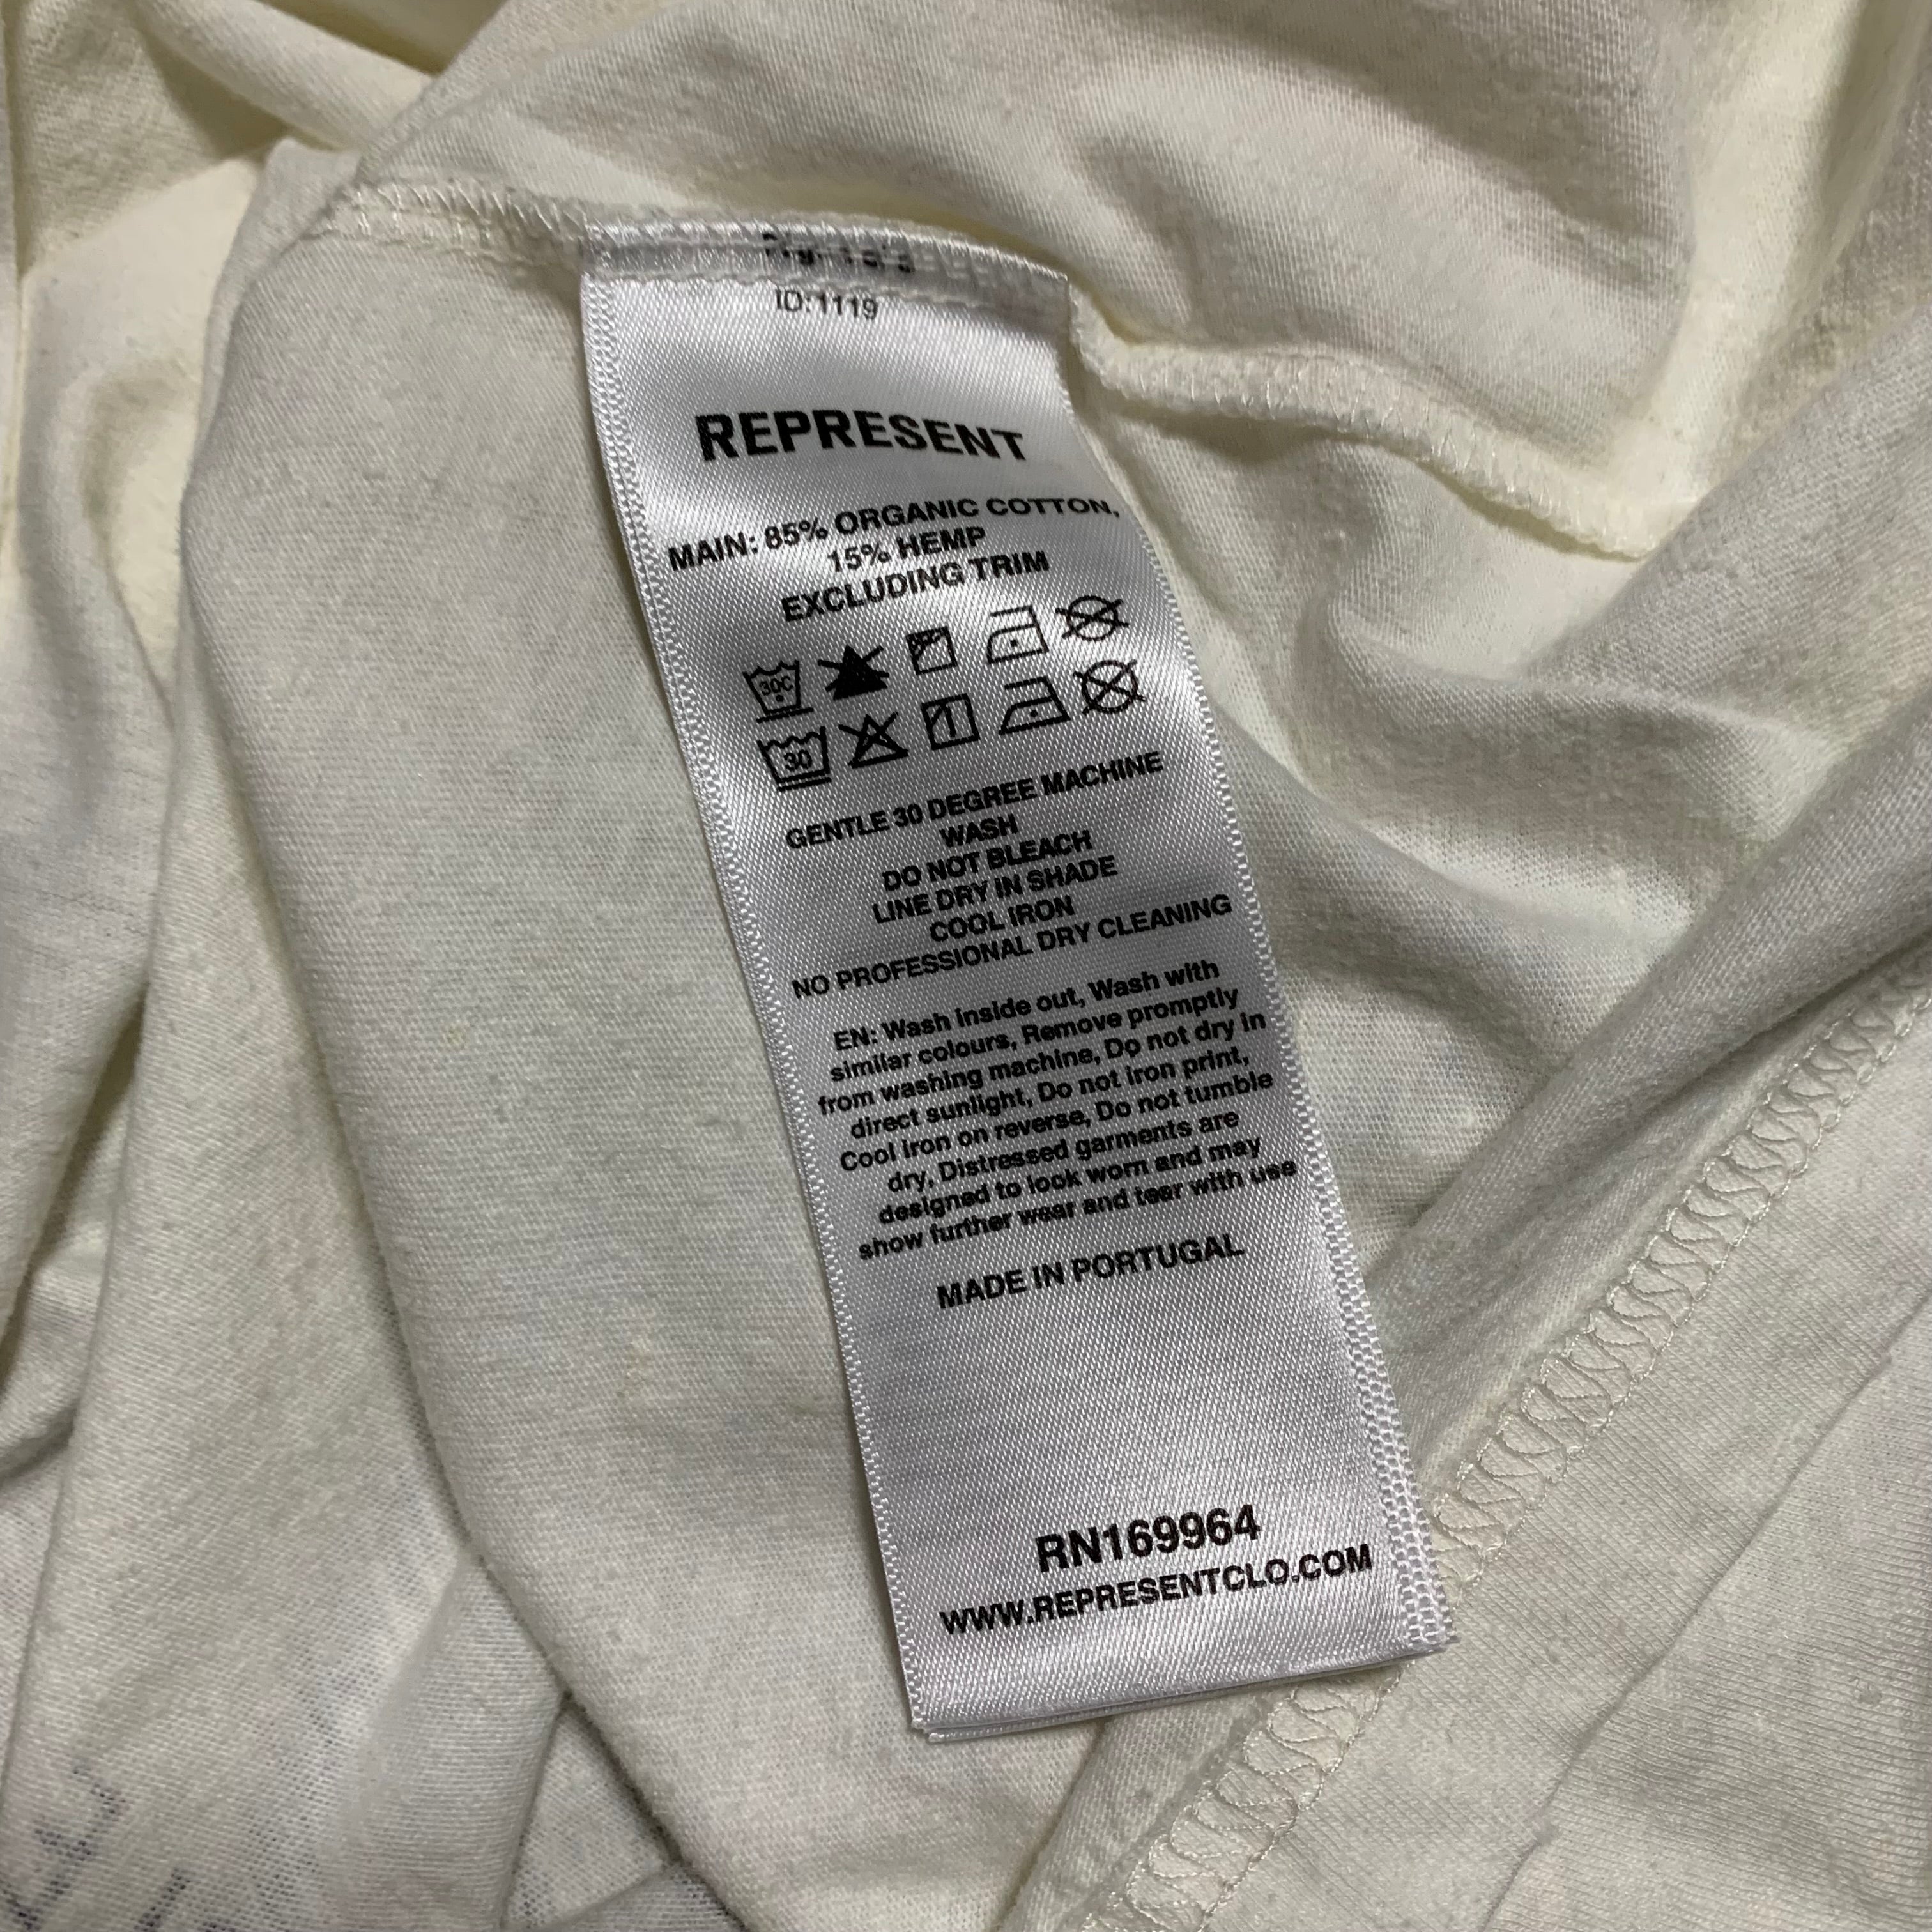 ID:1119
REPRESENT
MAIN: 85% ORGANIC COTTON,
15% HEMP
EXCLUDING TRIM
30C
30
GENTLE 30 DEGREE MACHINE
WASH
DO NOT BLEACH
LINE DRY IN SHADE
COOL IRON
NO PROFESSIONAL DRY CLEANING
EN: Wash inside out, Wash with
similar colours, Remove promptly
from washing machine, Do not dry in
direct sunlight, Do not iron print,
Cool iron on reverse, Do not tumble
dry, Distressed garments are
designed to look worn and may
show further wear and tear with use
MADE IN PORTUGAL
RN169964
WWW.REPRESENTCLO.COM